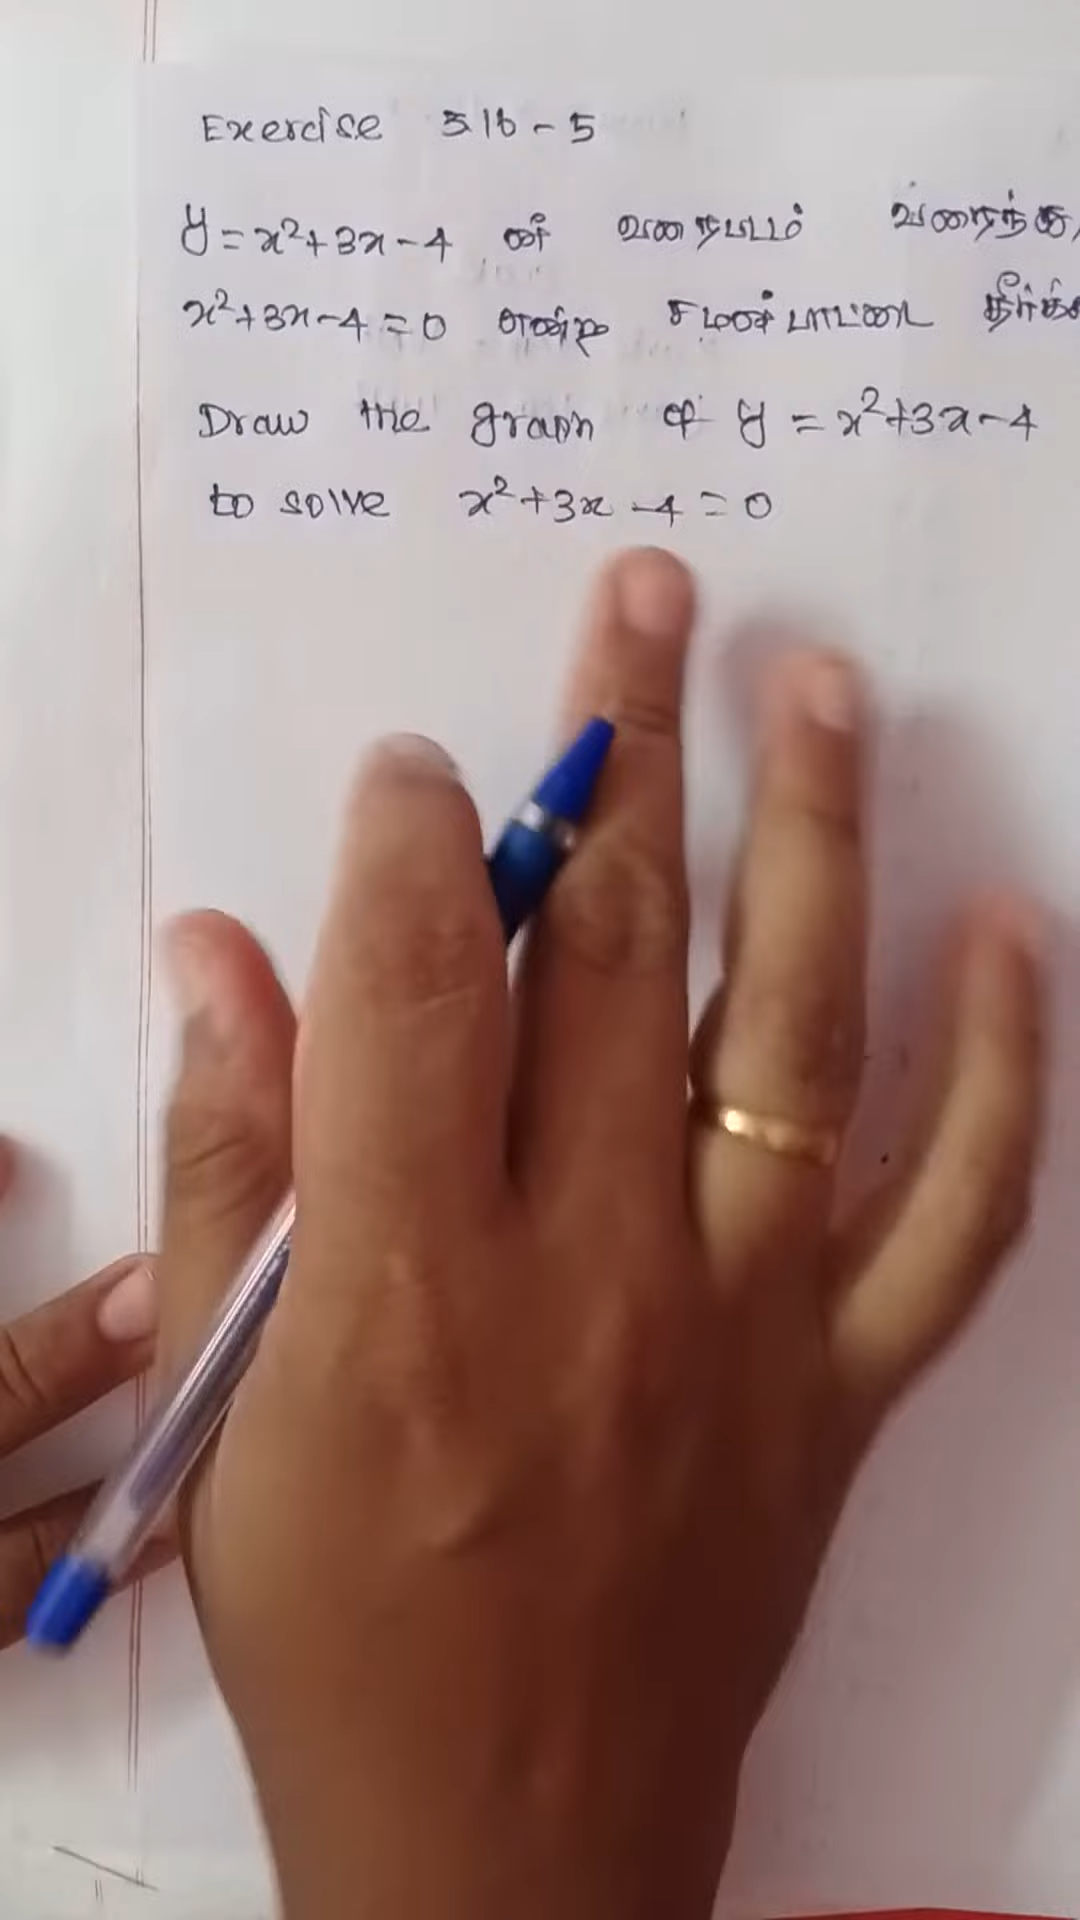 Exercise 3.16 - 5
y = x²+3x-4 ன் வரைபடம் வரைந்து,
x²+3x-4 = 0 என்ற சமன்பாட்டை தீர்க்க
Draw the graph of y = x²+3x-4
to solve x²+3x-4 = 0